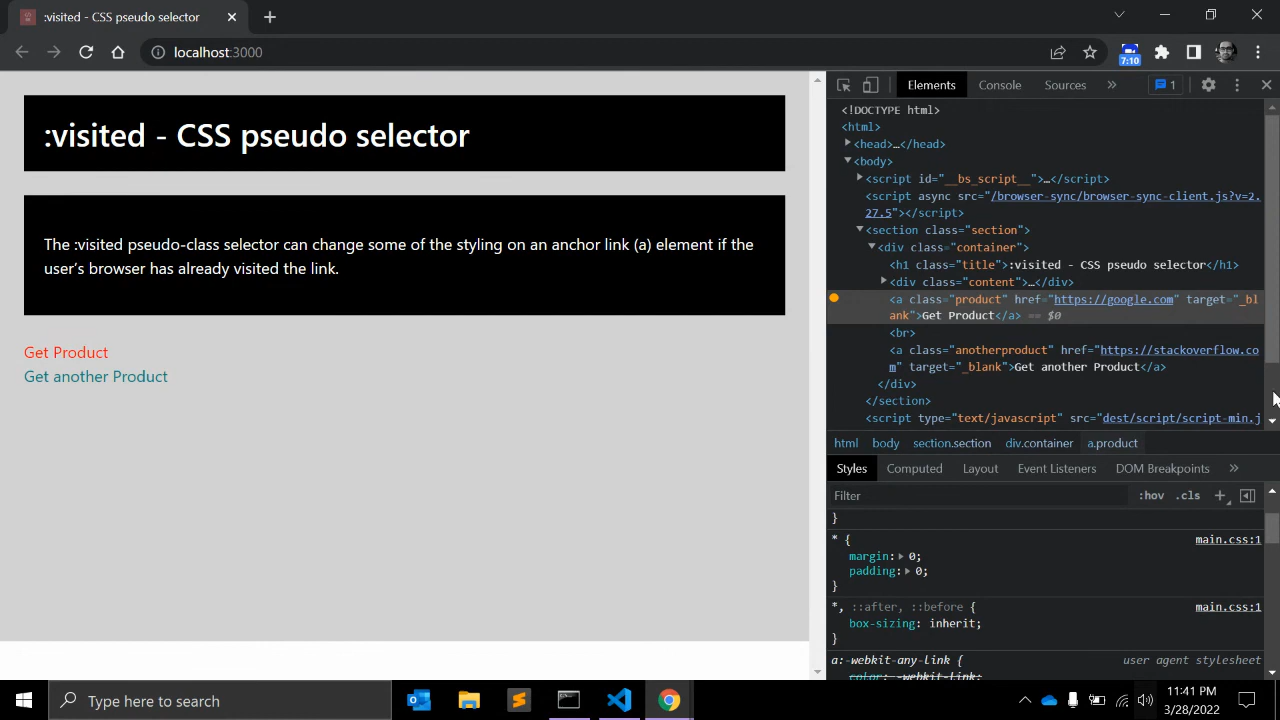 :visited - CSS pseudo selector
localhost:3000
7:10
:visited - CSS pseudo selector
The :visited pseudo-class selector can change some of the styling on an anchor link (a) element if the
user’s browser has already visited the link.
Get Product
Get another Product
Elements
Console
Sources
»
1
<!DOCTYPE html>
<html>
<head>…</head>
<body>
<script id="__bs_script__">…</script>
<script async src="/browser-sync/browser-sync-client.js?v=2.
27.5"></script>
<section class="section">
<div class="container">
<h1 class="title">:visited - CSS pseudo selector</h1>
<div class="content">…</div>
<a class="product" href="https://google.com" target="_bl
ank">Get Product</a> == $0
<br>
<a class="anotherproduct" href="https://stackoverflow.co
m" target="_blank">Get another Product</a>
</div>
</section>
<script type="text/javascript" src="dest/script/script-min.j
html
body
section.section
div.container
a.product
Styles
Computed
Layout
Event Listeners
DOM Breakpoints
»
Filter
:hov
.cls
+
}
* {
main.css:1
margin: 0;
padding: 0;
}
*, ::after, ::before {
main.css:1
box-sizing: inherit;
}
a:-webkit-any-link {
user agent stylesheet
color: -webkit-link;
Type here to search
11:41 PM
3/28/2022